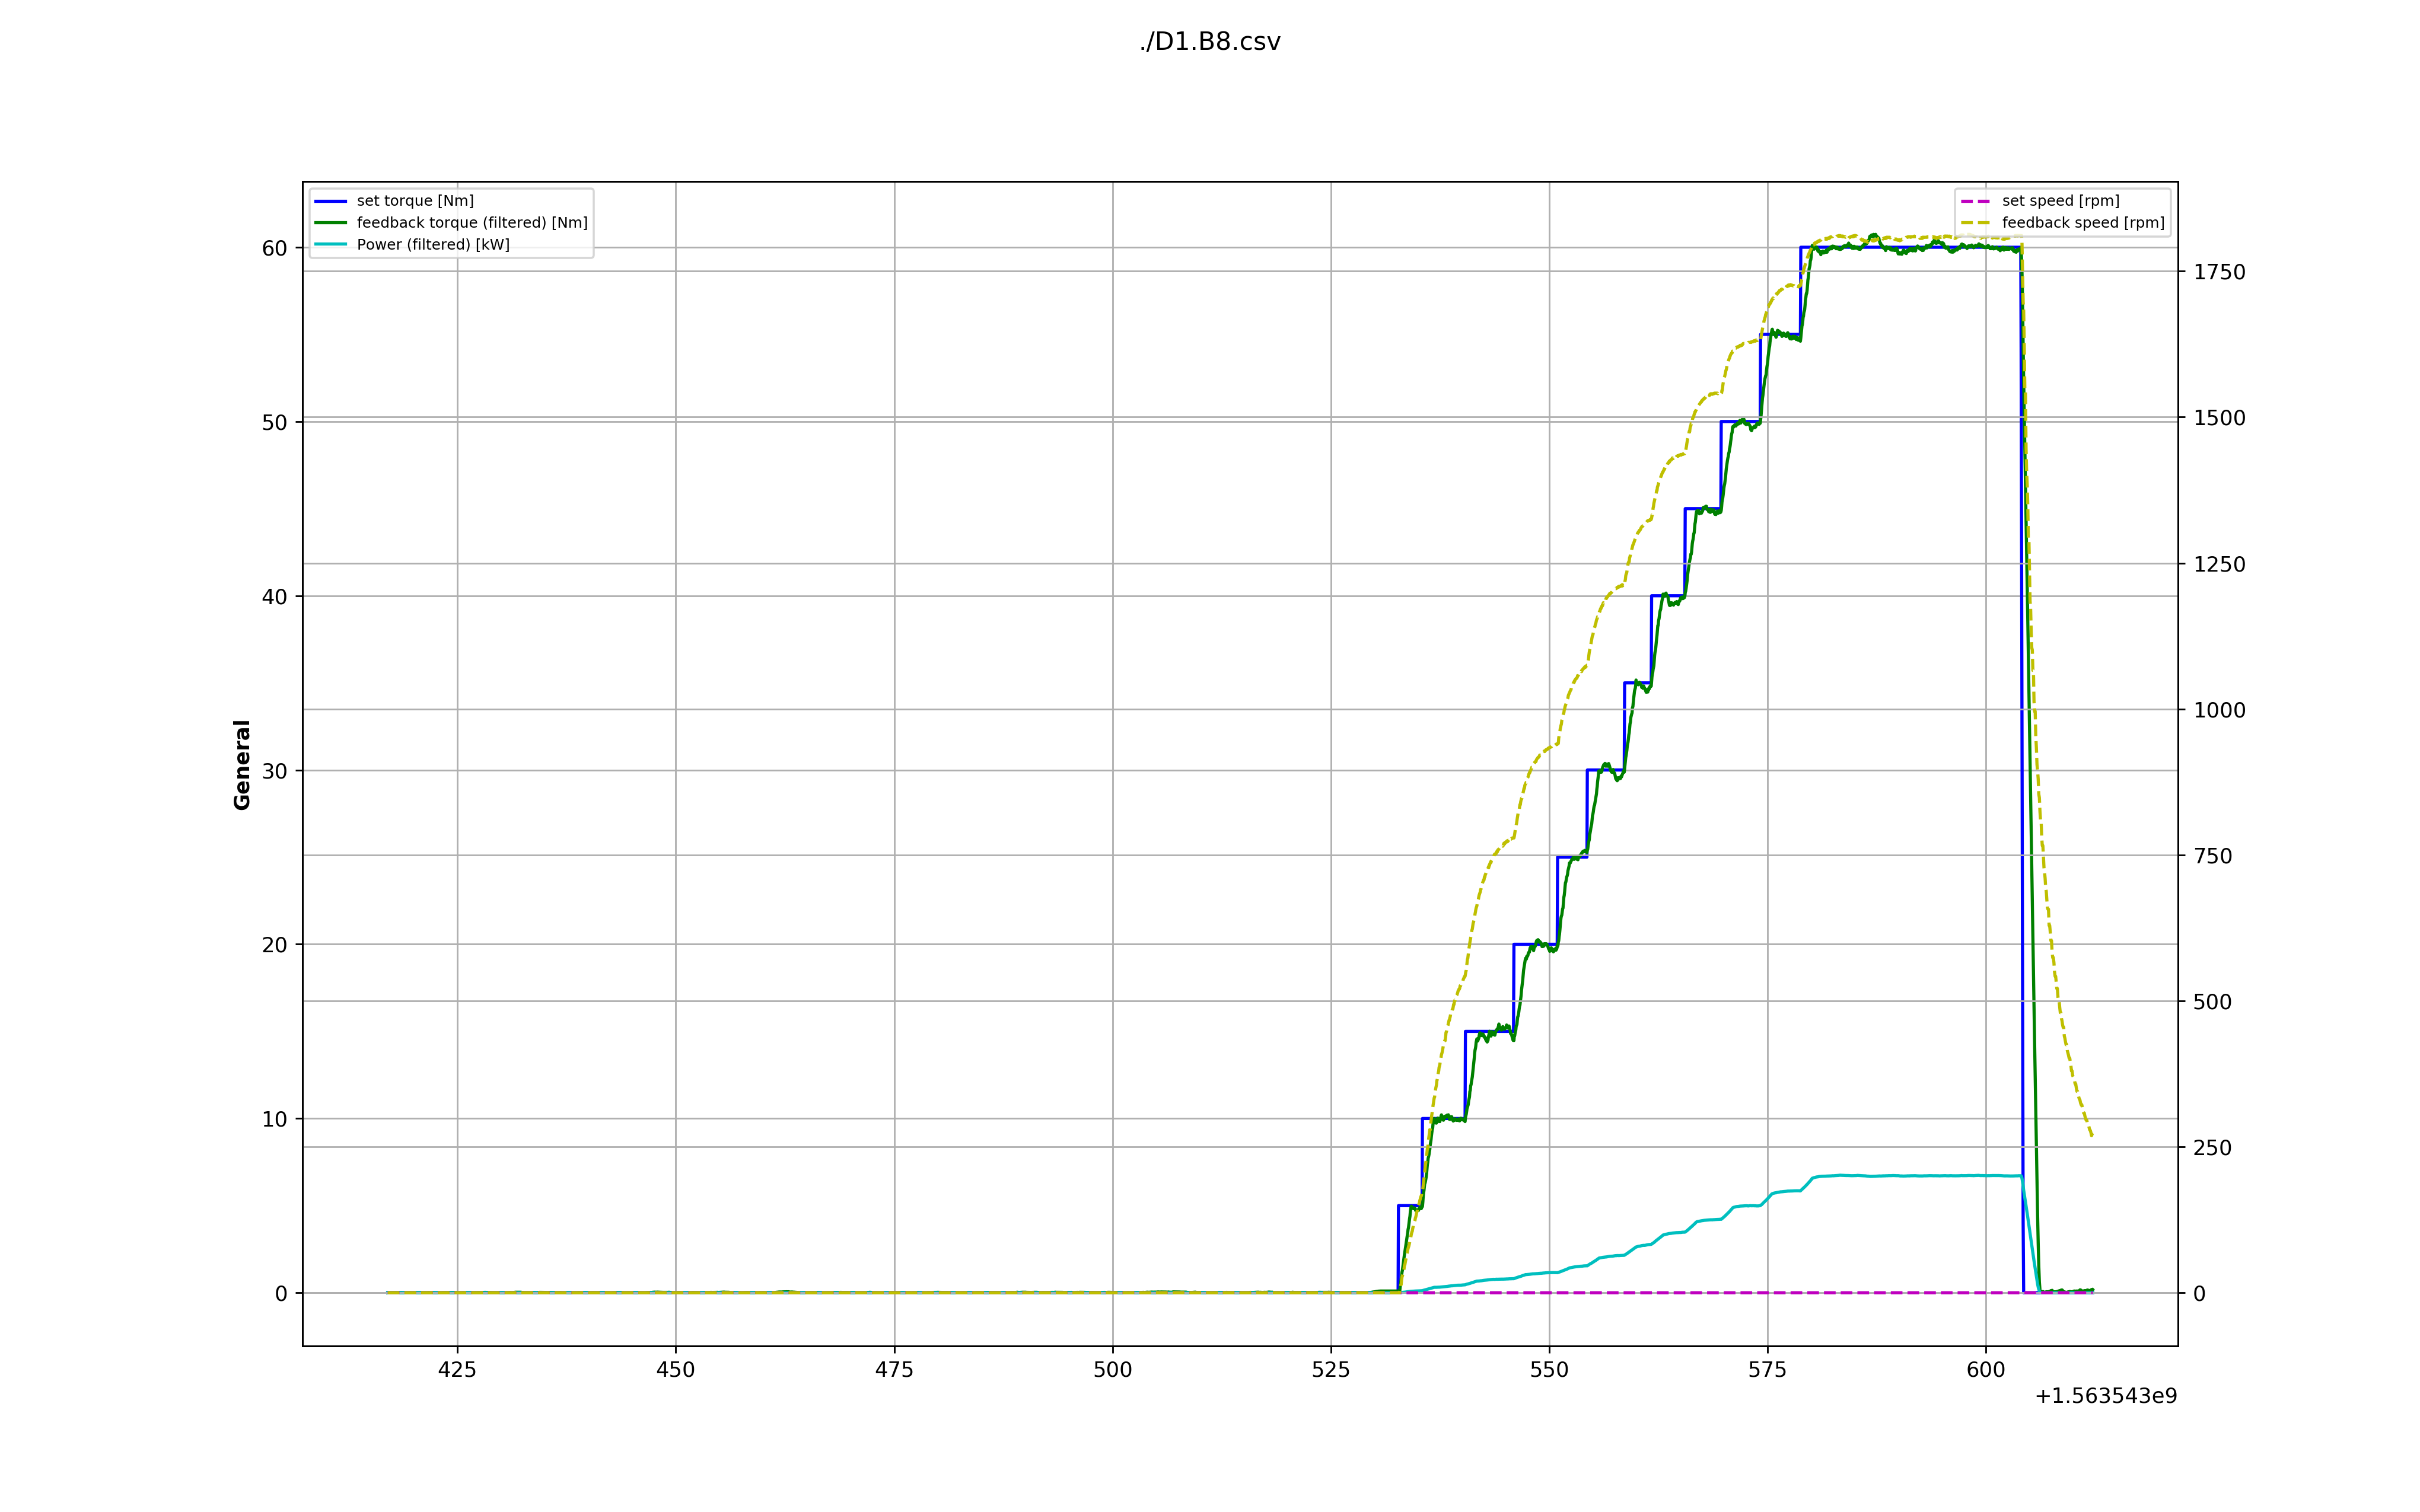 ./D1.B8.csv
set torque [Nm]
feedback torque (filtered) [Nm]
Power (filtered) [kW]
set speed [rpm]
feedback speed [rpm]
General
60
50
40
30
20
10
0
1750
1500
1250
1000
750
500
250
0
425 450 475 500 525 550 575 600
+1.563543e9